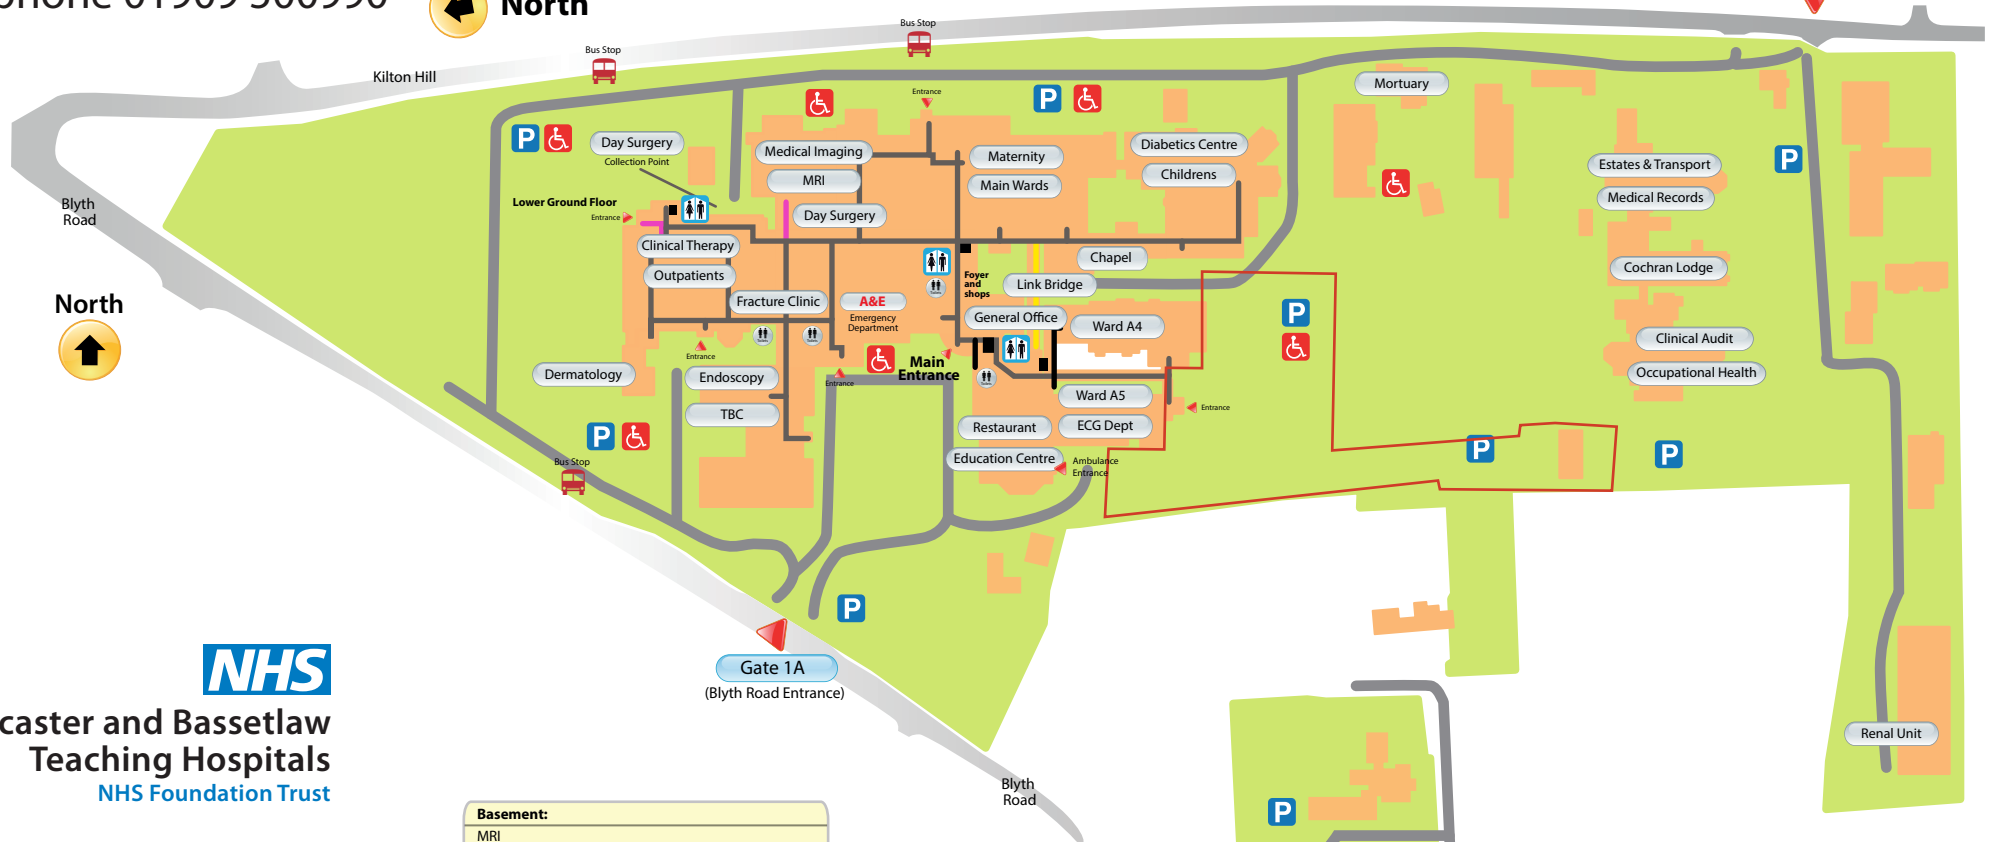 phone 01909 500990
North
Bus Stop
Bus Stop
Kilton Hill
Mortuary
Entrance
Day Surgery
Collection Point
Medical Imaging
MRI
Day Surgery
Maternity
Main Wards
Diabetics Centre
Childrens
Estates & Transport
Medical Records
Blyth
Road
Lower Ground Floor
Entrance
Clinical Therapy
Outpatients
Fracture Clinic
A&E
Emergency
Department
Foyer
and
shops
Chapel
Link Bridge
General Office
Ward A4
Cochran Lodge
Clinical Audit
Occupational Health
North
Entrance
Dermatology
Endoscopy
TBC
Entrance
Main
Entrance
Ward A5
ECG Dept
Restaurant
Education Centre
Ambulance
Entrance
Entrance
Bus Stop
P
P
P
P
P
P
P
P
Gate 1A
(Blyth Road Entrance)
NHS
caster and Bassetlaw
Teaching Hospitals
NHS Foundation Trust
Blyth
Road
Renal Unit
P
Basement:
MRI